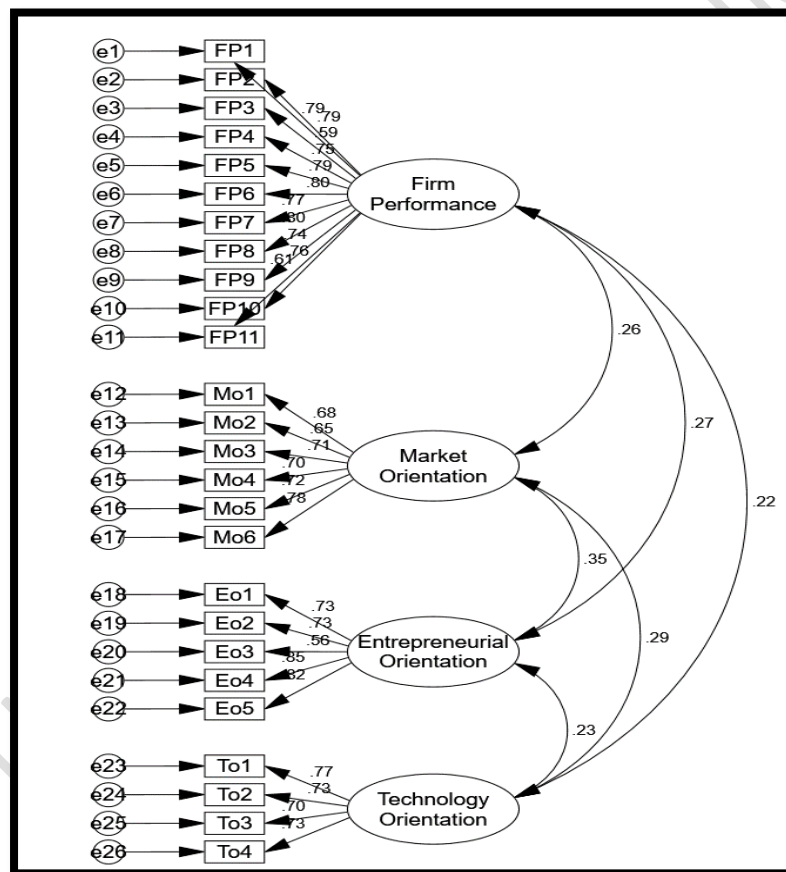 e1 FP1
e2 FP2
e3 FP3
e4 FP4
e5 FP5
e6 FP6
e7 FP7
e8 FP8
e9 FP9
e10 FP10
e11 FP11
.79
.79
.59
.75
.79
.80
.77
.80
.74
.76
.61
Firm
Performance
e12 Mo1
e13 Mo2
e14 Mo3
e15 Mo4
e16 Mo5
e17 Mo6
.68
.65
.71
.70
.72
.78
Market
Orientation
e18 Eo1
e19 Eo2
e20 Eo3
e21 Eo4
e22 Eo5
.73
.73
.56
.85
.82
Entrepreneurial
Orientation
e23 To1
e24 To2
e25 To3
e26 To4
.77
.73
.70
.73
Technology
Orientation
.26
.27
.22
.35
.29
.23